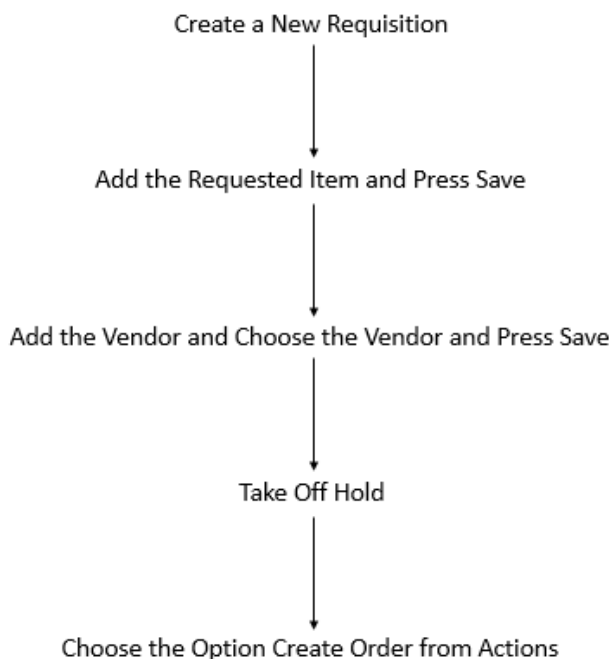 Create a New Requisition
Add the Requested Item and Press Save
Add the Vendor and Choose the Vendor and Press Save
Take Off Hold
Choose the Option Create Order from Actions